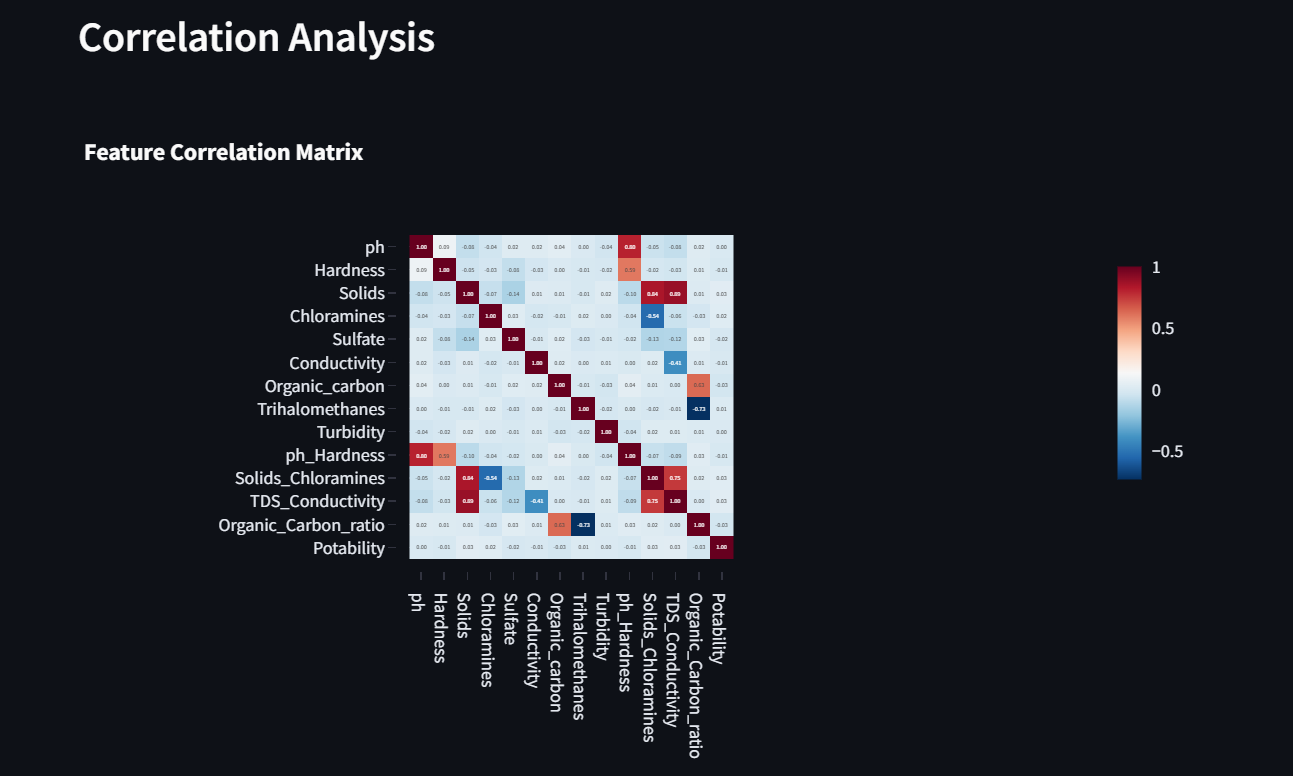 Correlation Analysis
Feature Correlation Matrix
ph 1.00 0.09 -0.08 -0.04 0.02 0.02 0.04 0.00 -0.04 0.80 -0.05 -0.08 0.02 0.00
Hardness 0.09 1.00 -0.05 -0.03 -0.08 -0.03 0.00 -0.01 -0.02 0.59 -0.02 -0.03 0.01 -0.01
Solids -0.08 -0.05 1.00 -0.07 -0.14 0.01 0.01 -0.01 0.02 -0.10 0.84 0.89 0.01 0.03
Chloramines -0.04 -0.03 -0.07 1.00 0.03 -0.02 -0.01 0.02 0.00 -0.04 -0.54 -0.06 -0.03 0.02
Sulfate 0.02 -0.08 -0.14 0.03 1.00 -0.01 0.02 -0.03 -0.01 -0.02 -0.13 -0.12 0.03 -0.02
Conductivity 0.02 -0.03 0.01 -0.02 -0.01 1.00 0.02 0.00 0.01 0.00 0.02 -0.41 0.01 -0.01
Organic_carbon 0.04 0.00 0.01 -0.01 0.02 0.02 1.00 -0.01 -0.03 0.04 0.01 0.00 0.63 -0.03
Trihalomethanes 0.00 -0.01 -0.01 0.02 -0.03 0.00 -0.01 1.00 -0.02 0.00 -0.02 -0.01 -0.73 0.01
Turbidity -0.04 -0.02 0.02 0.00 -0.01 0.01 -0.03 -0.02 1.00 -0.04 0.02 0.01 0.01 0.00
ph_Hardness 0.80 0.59 -0.10 -0.04 -0.02 0.00 0.04 0.00 -0.04 1.00 -0.07 -0.09 0.03 -0.01
Solids_Chloramines -0.05 -0.02 0.84 -0.54 -0.13 0.02 0.01 -0.02 0.02 -0.07 1.00 0.75 0.02 0.03
TDS_Conductivity -0.08 -0.03 0.89 -0.06 -0.12 -0.41 0.00 -0.01 0.01 -0.09 0.75 1.00 0.00 0.03
Organic_Carbon_ratio 0.02 0.01 0.01 -0.03 0.03 0.01 0.63 -0.73 0.01 0.03 0.02 0.00 1.00 -0.03
Potability 0.00 -0.01 0.03 0.02 -0.02 -0.01 -0.03 0.01 0.00 -0.01 0.03 0.03 -0.03 1.00
ph
Hardness
Solids
Chloramines
Sulfate
Conductivity
Organic_carbon
Trihalomethanes
Turbidity
ph_Hardness
Solids_Chloramines
TDS_Conductivity
Organic_Carbon_ratio
Potability
1
0.5
0
−0.5